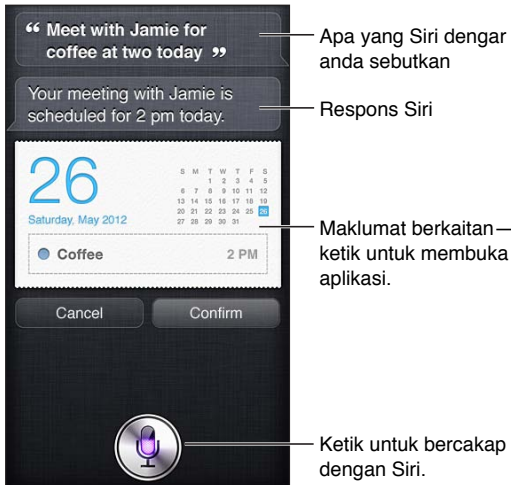 “ Meet with Jamie for
coffee at two today ”
Apa yang Siri dengar
anda sebutkan
Your meeting with Jamie is
scheduled for 2 pm today.
Respons Siri
26
Saturday, May 2012
S M T W T F S
1 2 3 4 5
6 7 8 9 10 11 12
13 14 15 16 17 18 19
20 21 22 23 24 25 26
27 28 29 30 31
Coffee 2 PM
Maklumat berkaitan—
ketik untuk membuka
aplikasi.
Cancel Confirm
Ketik untuk bercakap
dengan Siri.